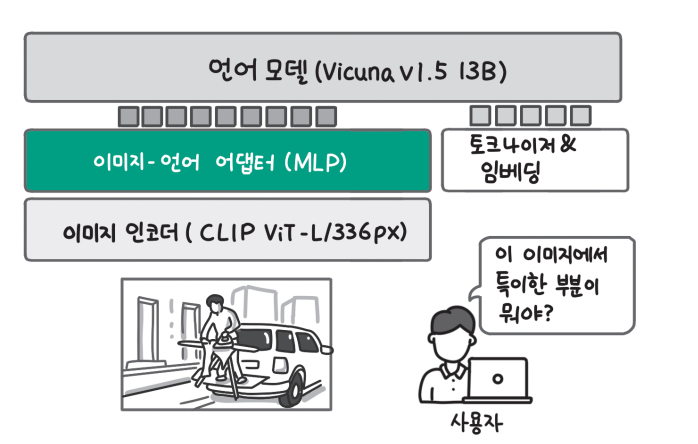 언어 모델 (Vicuna v1.5 13B)
이미지-언어 어댑터 (MLP)
토크나이저 &
임베딩
이미지 인코더 ( CLIP ViT-L/336px)
이 이미지에서
특이한 부분이
뭐야?
사용자